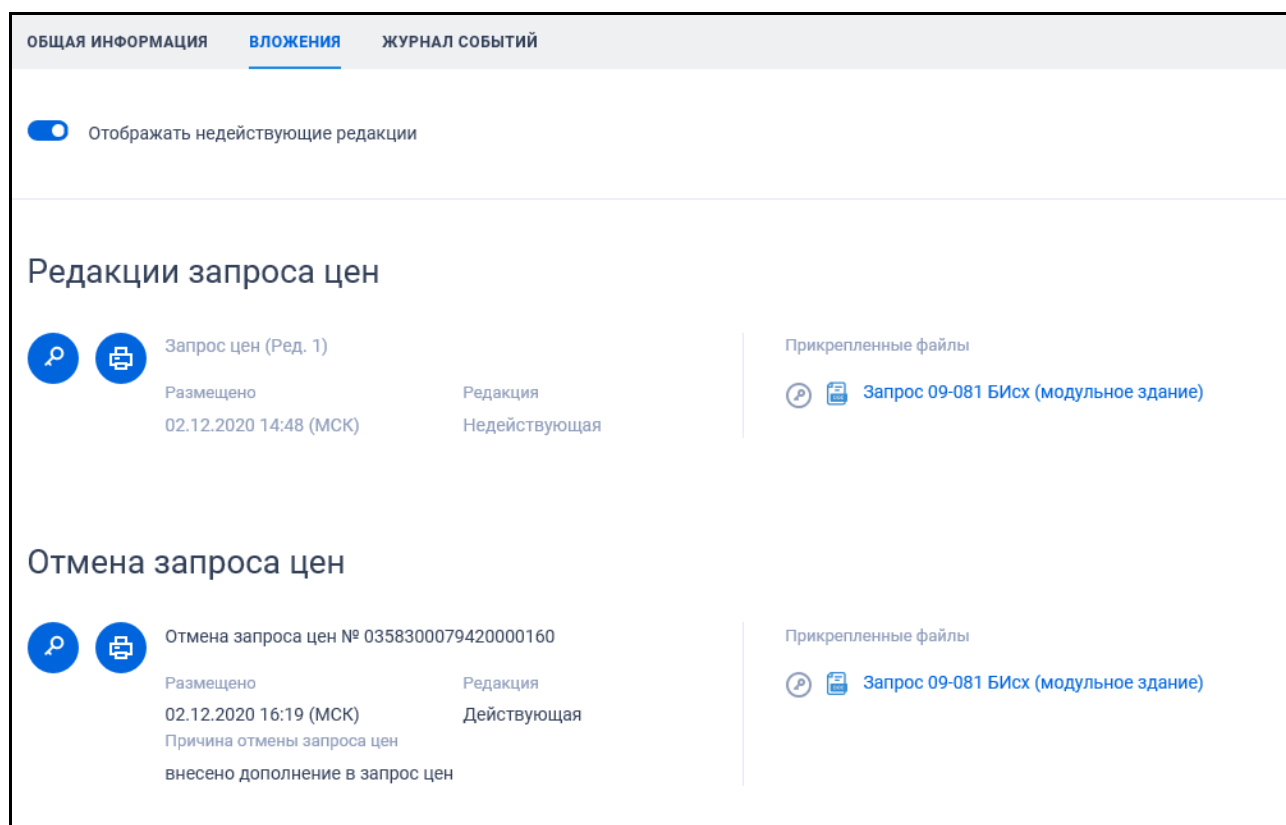 ОБЩАЯ ИНФОРМАЦИЯ ВЛОЖЕНИЯ ЖУРНАЛ СОБЫТИЙ
Отображать недействующие редакции
Редакции запроса цен
Запрос цен (Ред. 1)
Размещено Редакция
02.12.2020 14:48 (МСК) Недействующая
Прикрепленные файлы
Запрос 09-081 БИсх (модульное здание)
Отмена запроса цен
Отмена запроса цен № 0358300079420000160
Размещено Редакция
02.12.2020 16:19 (МСК) Действующая
Причина отмены запроса цен
внесено дополнение в запрос цен
Прикрепленные файлы
Запрос 09-081 БИсх (модульное здание)